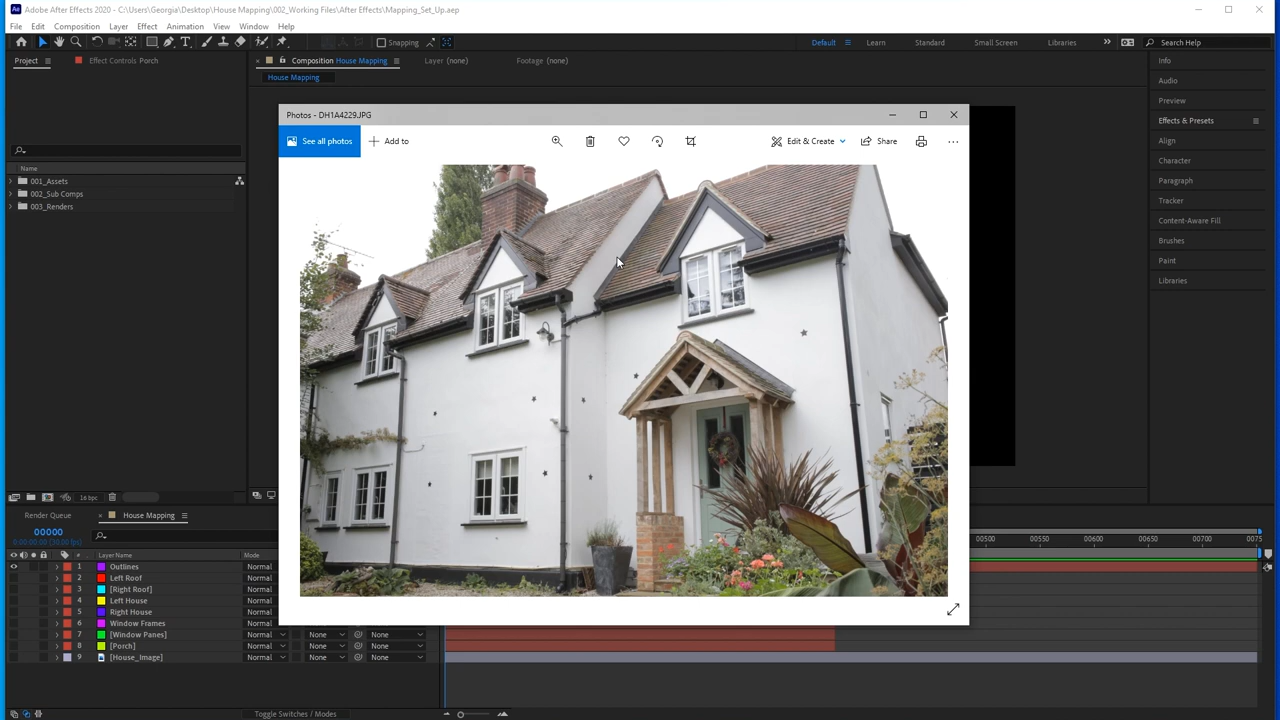 Adobe After Effects 2020 - C:\Users\Georgia\Desktop\House Mapping\002_Working Files\After Effects\Mapping_Set_Up.aep
File Edit Composition Layer Effect Animation View Window Help
Snapping Default Learn Standard Small Screen Libraries Search Help
Project Effect Controls Porch Composition House Mapping Layer (none) Footage (none) Info
House Mapping
Audio
Preview
Photos - DH1A4229.JPG
Effects & Presets
See all photos Add to Edit & Create Share
Align
Character
Name
001_Assets
Paragraph
002_Sub Comps
Tracker
003_Renders
Content-Aware Fill
Brushes
Paint
Libraries
16 bpc
Render Queue House Mapping
00000
0:00:00:00 (30.00 fps)
00500 00550 00600 00650 00700 0075
# Layer Name Mode
1 Outlines Normal
2 Left Roof Normal
3 [Right Roof] Normal
4 Left House Normal
5 Right House Normal
6 Window Frames Normal
7 [Window Panes] Normal None None
8 [Porch] Normal None None
9 [House_Image] Normal None None
Toggle Switches / Modes